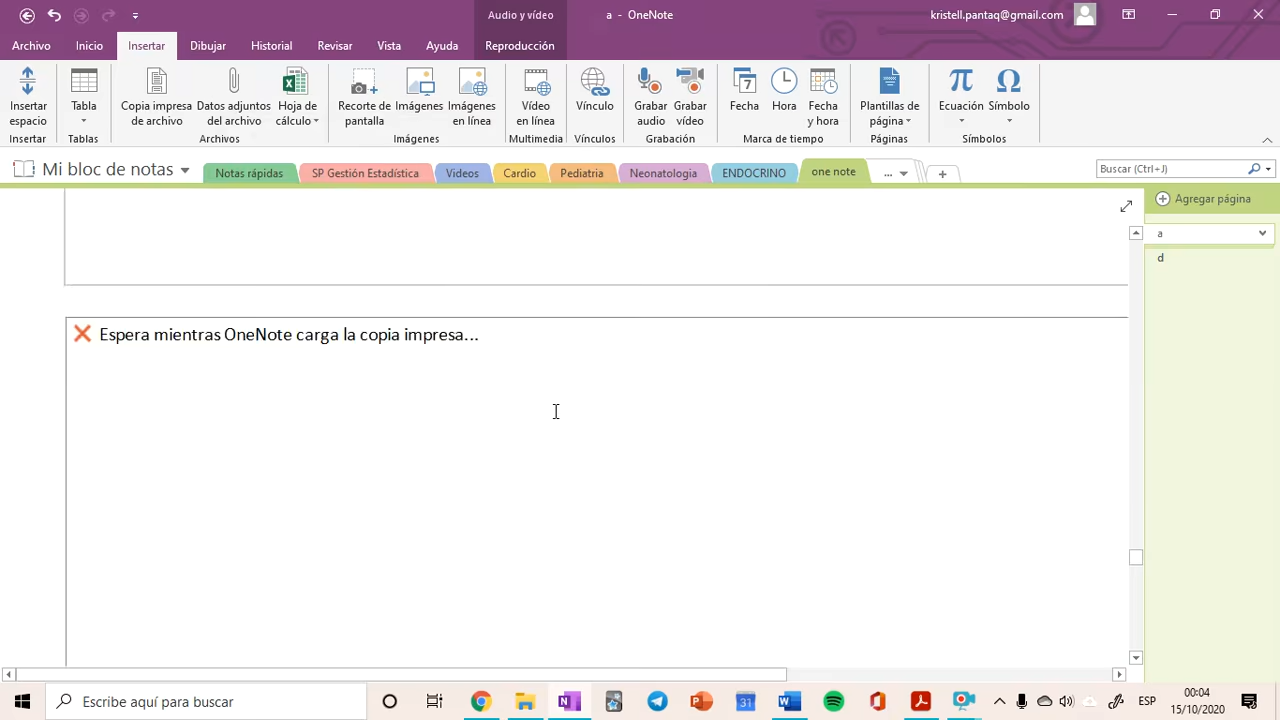 Audio y vídeo
a - OneNote
kristell.pantaq@gmail.com
Archivo
Inicio
Insertar
Dibujar
Historial
Revisar
Vista
Ayuda
Reproducción
Insertar espacio
Tabla
Copia impresa de archivo
Datos adjuntos del archivo
Hoja de cálculo
Recorte de pantalla
Imágenes
Imágenes en línea
Vídeo en línea
Vínculo
Grabar audio
Grabar vídeo
Fecha
Hora
Fecha y hora
Plantillas de página
Ecuación
Símbolo
Insertar
Tablas
Archivos
Imágenes
Multimedia
Vínculos
Grabación
Marca de tiempo
Páginas
Símbolos
Mi bloc de notas
Notas rápidas
SP Gestión Estadística
Videos
Cardio
Pediatria
Neonatologia
ENDOCRINO
one note
...
Buscar (Ctrl+J)
Agregar página
a
d
Espera mientras OneNote carga la copia impresa...
Escribe aquí para buscar
ESP
00:04
15/10/2020